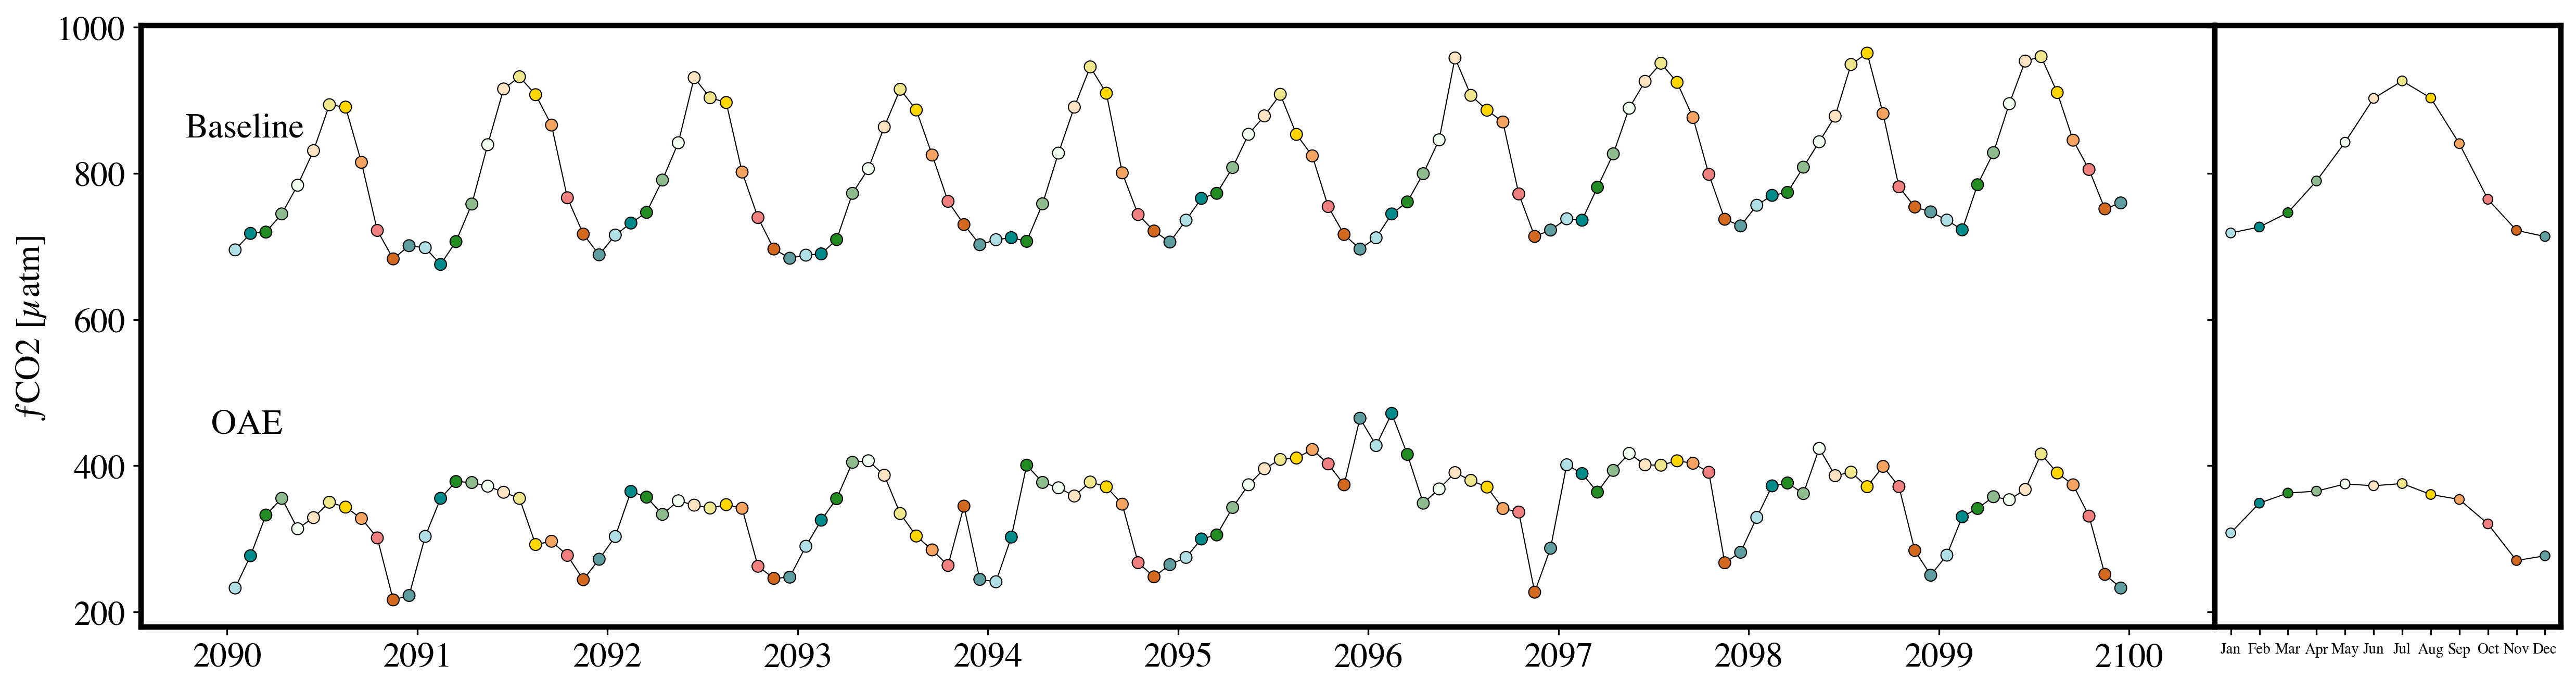 1000
800
600
400
200
fCO2 [μatm]
Baseline
OAE
2090 2091 2092 2093 2094 2095 2096 2097 2098 2099 2100
Jan Feb Mar Apr May Jun Jul Aug Sep Oct Nov Dec